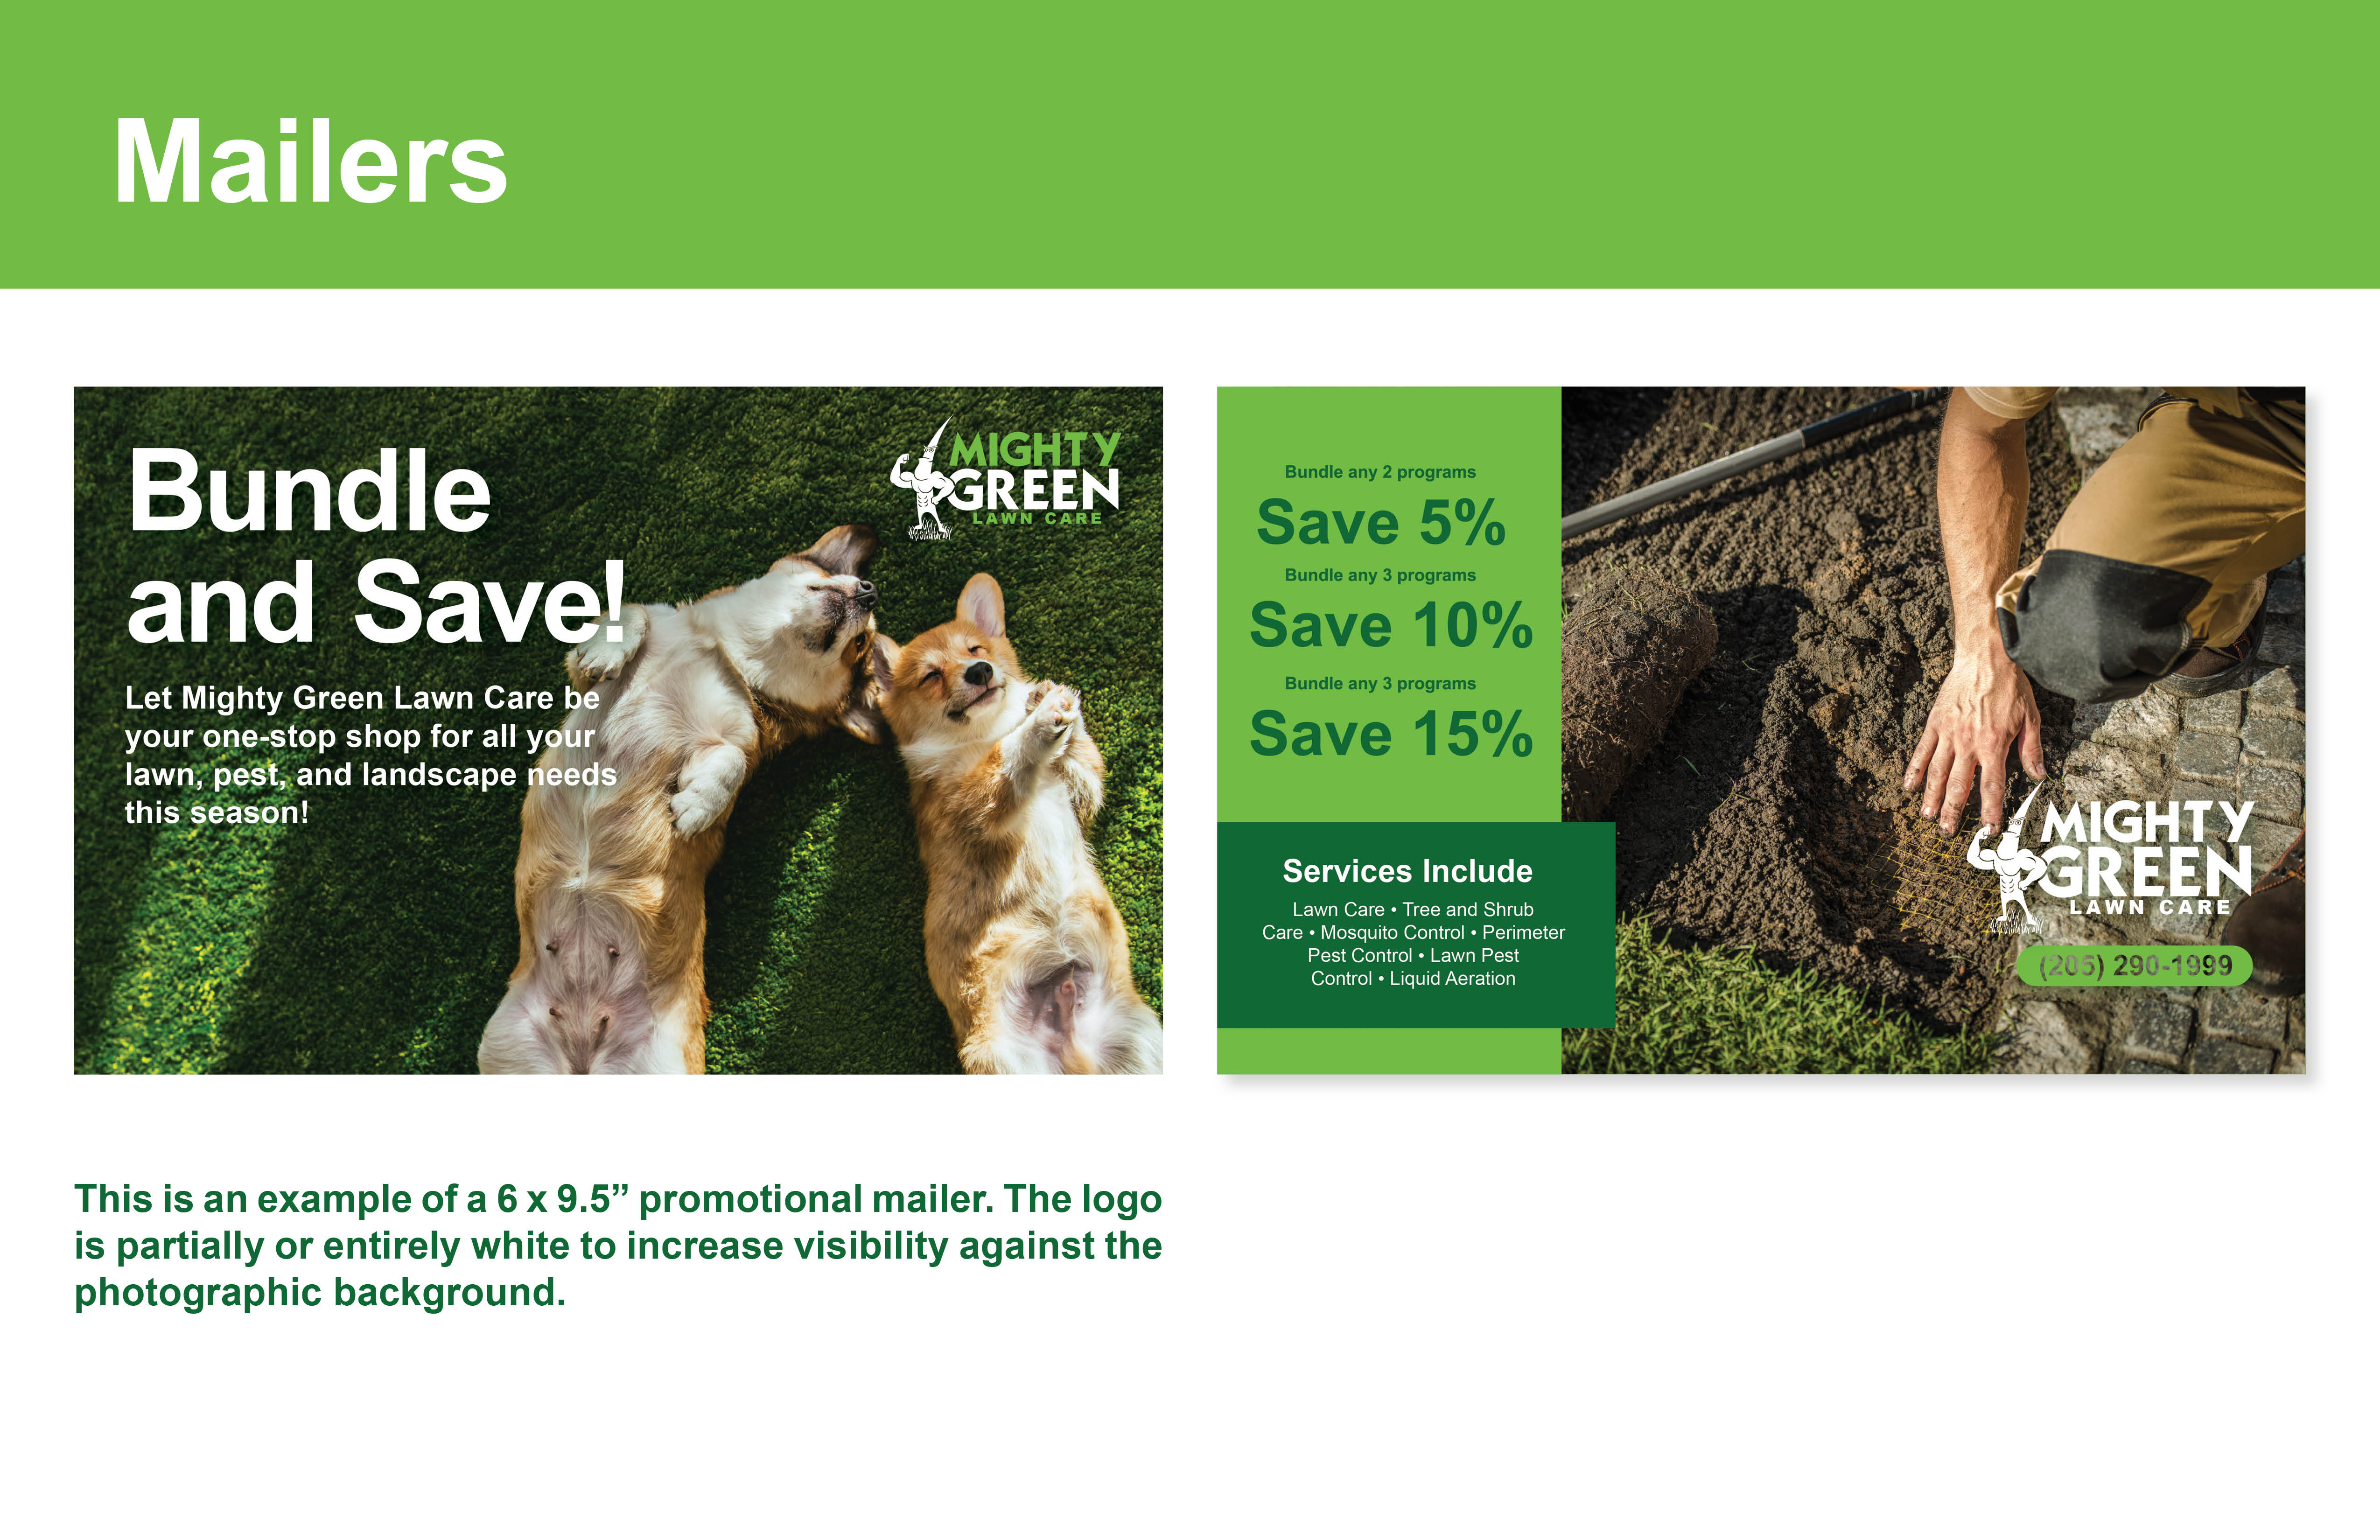 Mailers
Bundle
and Save!
Let Mighty Green Lawn Care be
your one-stop shop for all your
lawn, pest, and landscape needs
this season!
MIGHTY
GREEN
LAWN CARE
Bundle any 2 programs
Save 5%
Bundle any 3 programs
Save 10%
Bundle any 3 programs
Save 15%
Services Include
Lawn Care • Tree and Shrub
Care • Mosquito Control • Perimeter
Pest Control • Lawn Pest
Control • Liquid Aeration
MIGHTY
GREEN
LAWN CARE
(205) 290-1999
This is an example of a 6 x 9.5” promotional mailer. The logo
is partially or entirely white to increase visibility against the
photographic background.